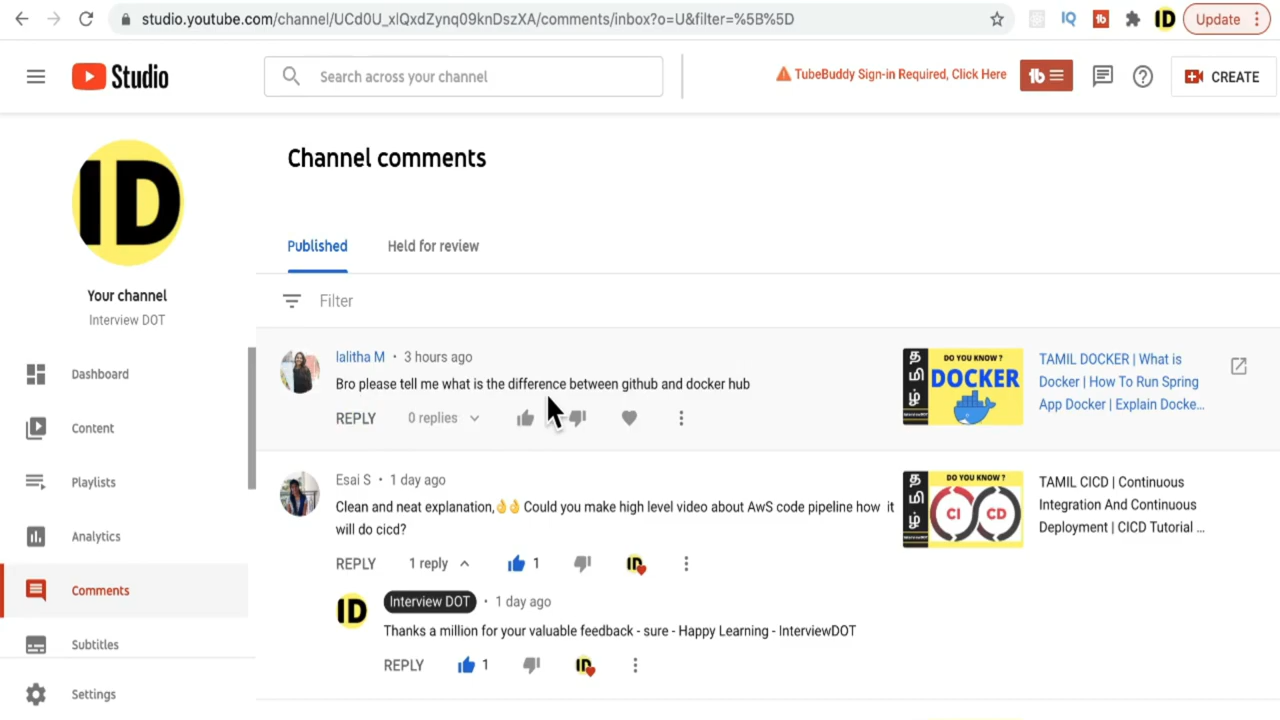 studio.youtube.com/channel/UCd0U_xlQxdZynq09knDszXA/comments/inbox?o=U&filter=%5B%5D
IQ
tb
ID
Update
Studio
Search across your channel
TubeBuddy Sign-in Required, Click Here
tb
CREATE
ID
Your channel
Interview DOT
Dashboard
Content
Playlists
Analytics
Comments
Subtitles
Settings
Channel comments
Published
Held for review
Filter
lalitha M • 3 hours ago
Bro please tell me what is the difference between github and docker hub
REPLY 0 replies
தமிழ்
DO YOU KNOW ?
DOCKER
TAMIL DOCKER | What is
Docker | How To Run Spring
App Docker | Explain Docke...
Esai S • 1 day ago
Clean and neat explanation,👌👌 Could you make high level video about AwS code pipeline how it
will do cicd?
REPLY 1 reply 1
ID
தமிழ்
DO YOU KNOW ?
CI CD
TAMIL CICD | Continuous
Integration And Continuous
Deployment | CICD Tutorial ...
ID
Interview DOT • 1 day ago
Thanks a million for your valuable feedback - sure - Happy Learning - InterviewDOT
REPLY 1
ID